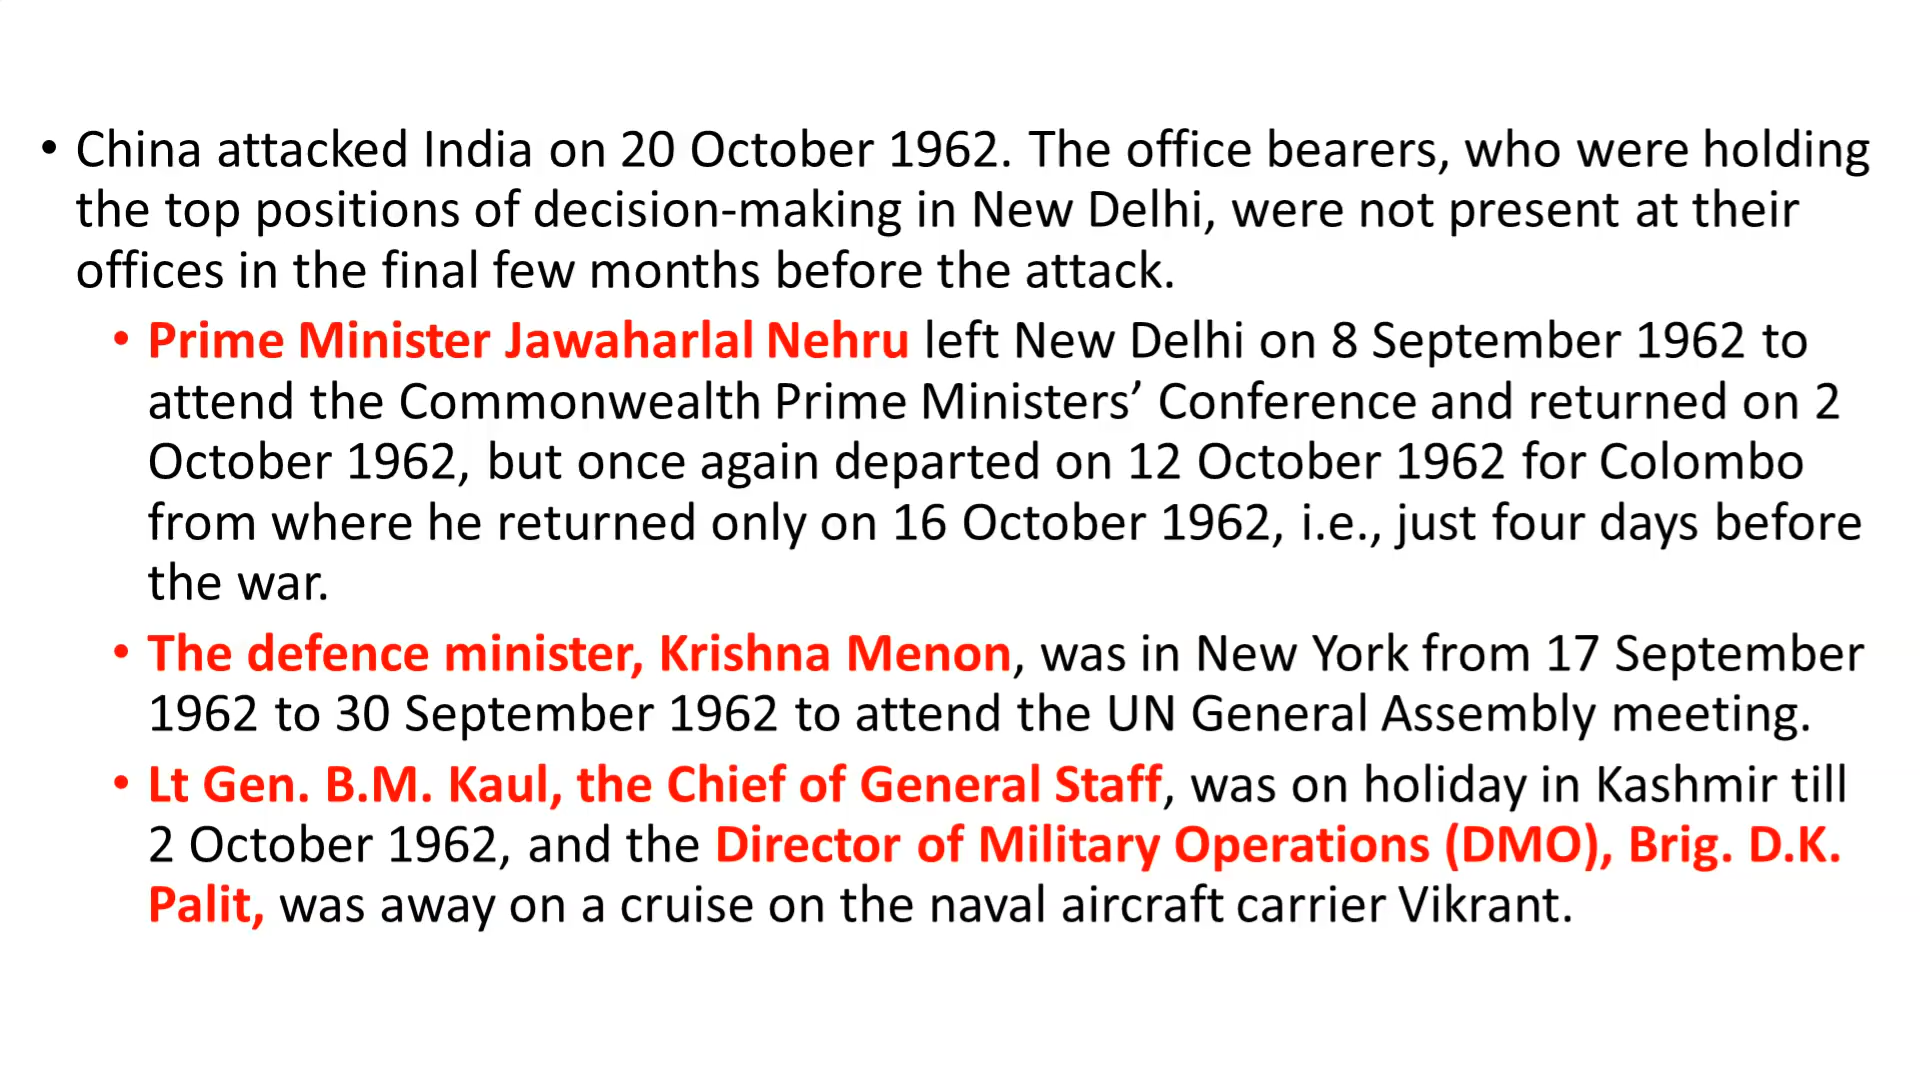 • China attacked India on 20 October 1962. The office bearers, who were holding
the top positions of decision-making in New Delhi, were not present at their
offices in the final few months before the attack.
• Prime Minister Jawaharlal Nehru left New Delhi on 8 September 1962 to
attend the Commonwealth Prime Ministers’ Conference and returned on 2
October 1962, but once again departed on 12 October 1962 for Colombo
from where he returned only on 16 October 1962, i.e., just four days before
the war.
• The defence minister, Krishna Menon, was in New York from 17 September
1962 to 30 September 1962 to attend the UN General Assembly meeting.
• Lt Gen. B.M. Kaul, the Chief of General Staff, was on holiday in Kashmir till
2 October 1962, and the Director of Military Operations (DMO), Brig. D.K.
Palit, was away on a cruise on the naval aircraft carrier Vikrant.